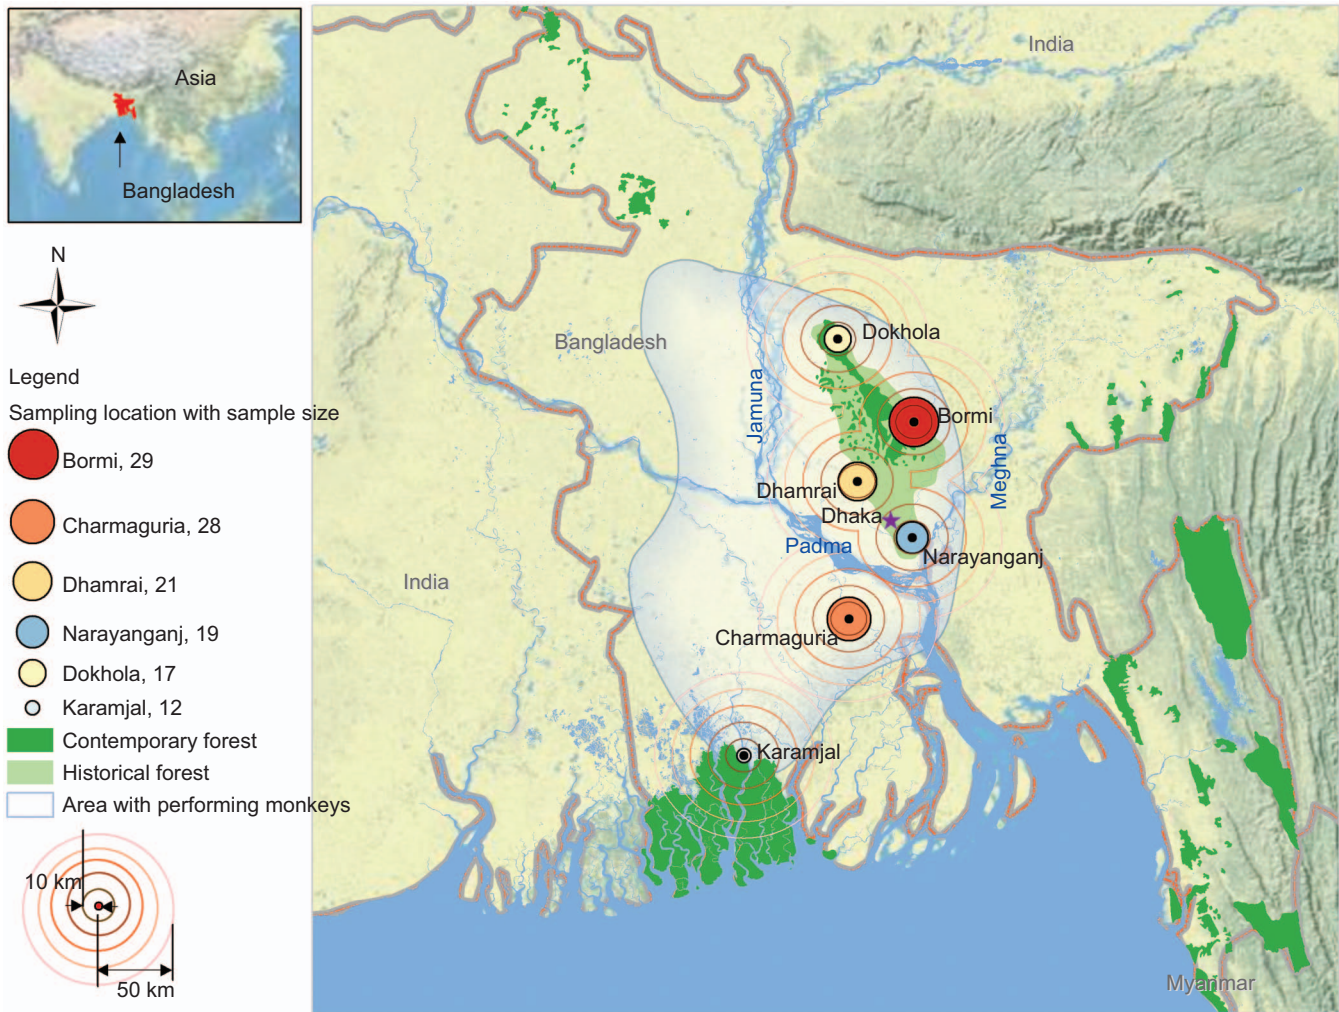 Asia
Bangladesh
N
Legend
Sampling location with sample size
Bormi, 29
Charmaguria, 28
Dhamrai, 21
Narayanganj, 19
Dokhola, 17
Karamjal, 12
Contemporary forest
Historical forest
Area with performing monkeys
10 km
50 km
India
Bangladesh
Dokhola
Jamuna
Bormi
Meghna
Dhamrai
Dhaka
Padma
Narayanganj
India
Charmaguria
Karamjal
Myanmar